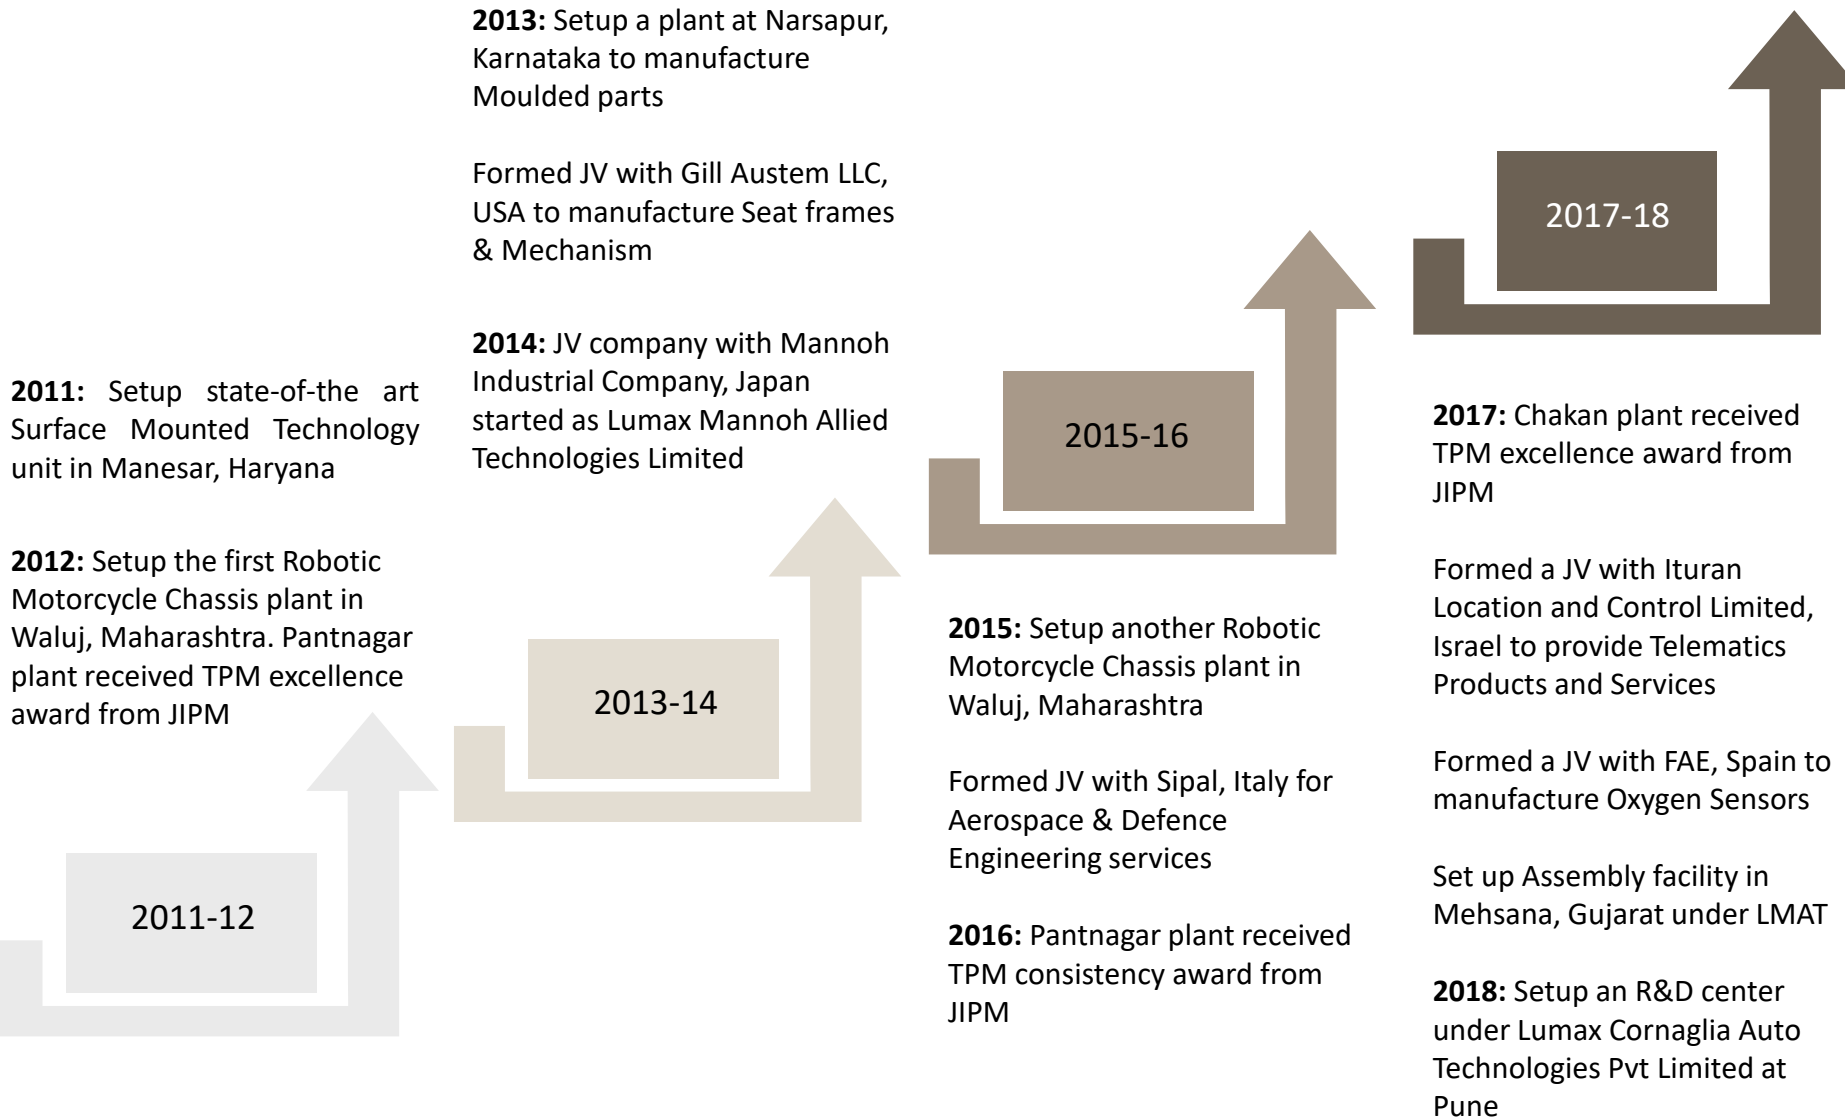 2011: Setup state-of-the art
Surface Mounted Technology
unit in Manesar, Haryana
2012: Setup the first Robotic
Motorcycle Chassis plant in
Waluj, Maharashtra. Pantnagar
plant received TPM excellence
award from JIPM
2011-12
2013: Setup a plant at Narsapur,
Karnataka to manufacture
Moulded parts
Formed JV with Gill Austem LLC,
USA to manufacture Seat frames
& Mechanism
2014: JV company with Mannoh
Industrial Company, Japan
started as Lumax Mannoh Allied
Technologies Limited
2013-14
2015-16
2015: Setup another Robotic
Motorcycle Chassis plant in
Waluj, Maharashtra
Formed JV with Sipal, Italy for
Aerospace & Defence
Engineering services
2016: Pantnagar plant received
TPM consistency award from
JIPM
2017-18
2017: Chakan plant received
TPM excellence award from
JIPM
Formed a JV with Ituran
Location and Control Limited,
Israel to provide Telematics
Products and Services
Formed a JV with FAE, Spain to
manufacture Oxygen Sensors
Set up Assembly facility in
Mehsana, Gujarat under LMAT
2018: Setup an R&D center
under Lumax Cornaglia Auto
Technologies Pvt Limited at
Pune